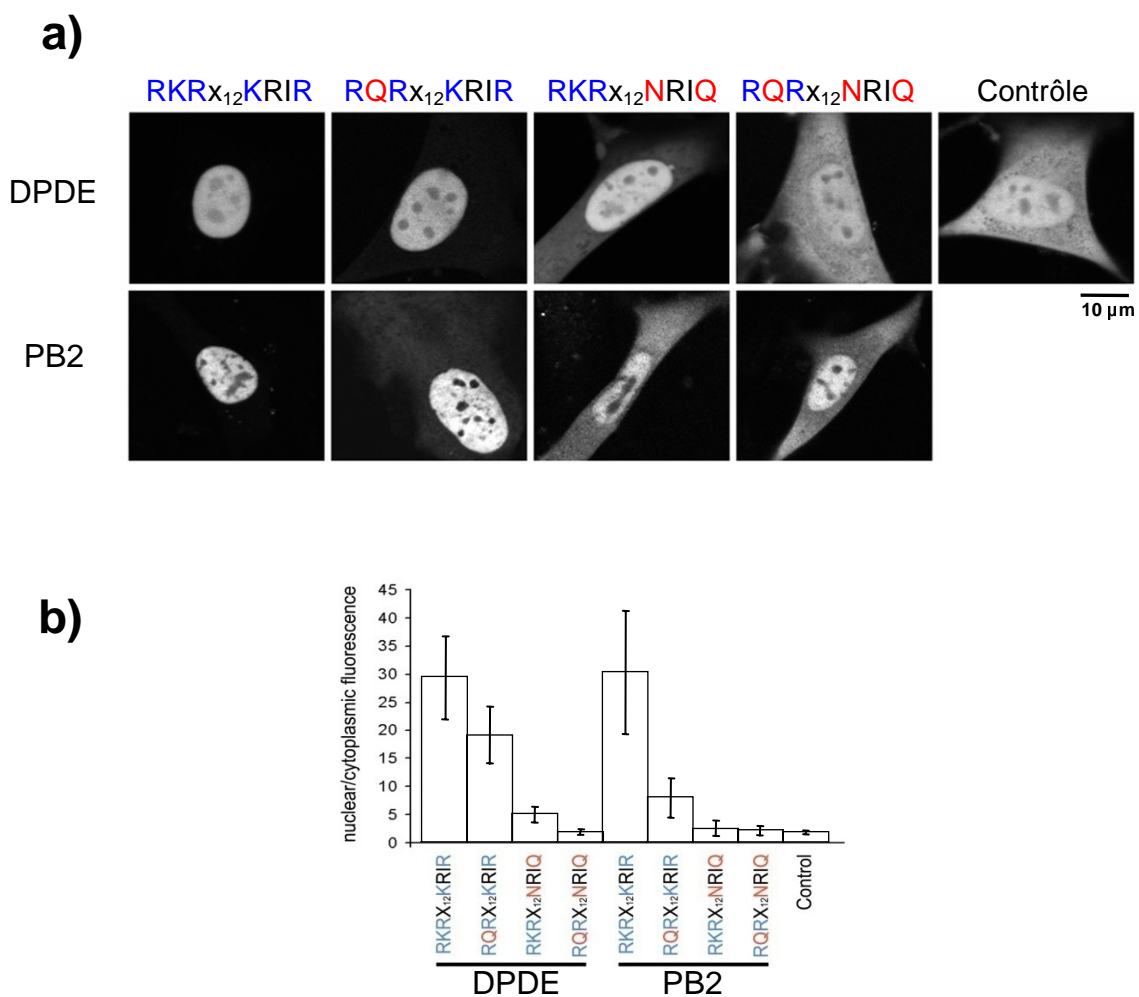 a)
RKRx₁₂KRIR RQRx₁₂KRIR RKRx₁₂NRIQ RQRx₁₂NRIQ Contrôle
DPDE
10 µm
PB2
b)
nuclear/cytoplasmic fluorescence
45
40
35
30
25
20
15
10
5
0
RKRX₁₂KRIR RQRX₁₂KRIR RKRX₁₂NRIQ RQRX₁₂NRIQ RKRX₁₂KRIR RQRX₁₂KRIR RKRX₁₂NRIQ RQRX₁₂NRIQ Control
DPDE PB2